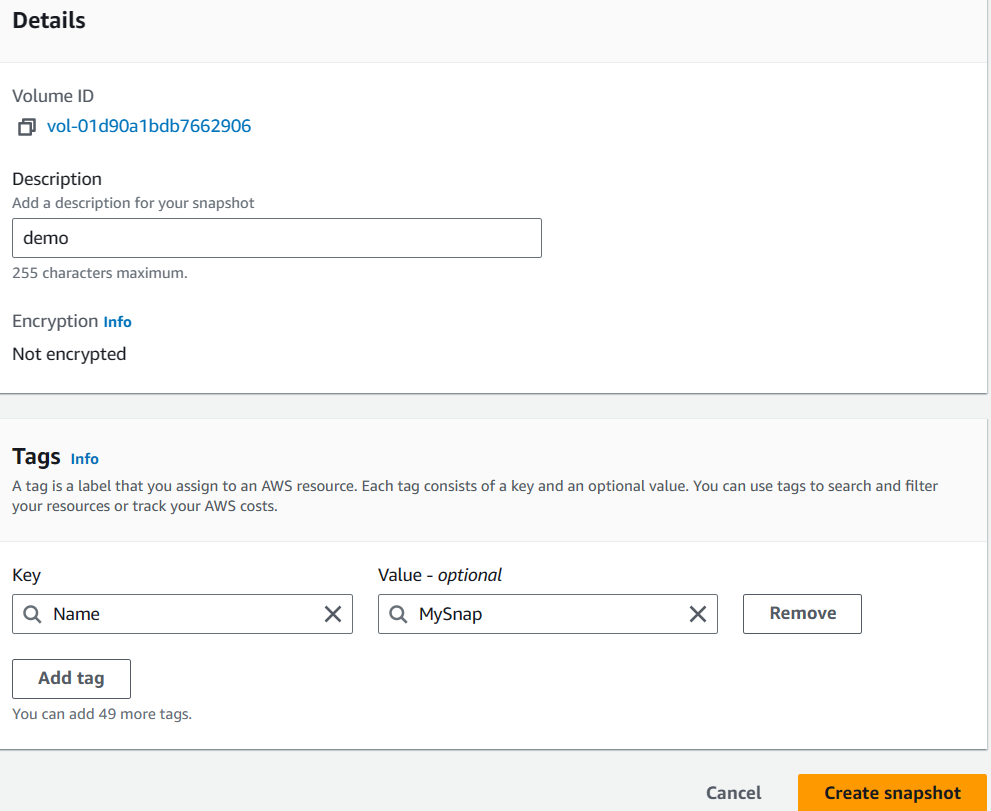 Details
Volume ID
vol-01d90a1bdb7662906
Description
Add a description for your snapshot
demo
255 characters maximum.
Encryption Info
Not encrypted
Tags Info
A tag is a label that you assign to an AWS resource. Each tag consists of a key and an optional value. You can use tags to search and filter
your resources or track your AWS costs.
Key Value - optional
Name MySnap Remove
Add tag
You can add 49 more tags.
Cancel Create snapshot